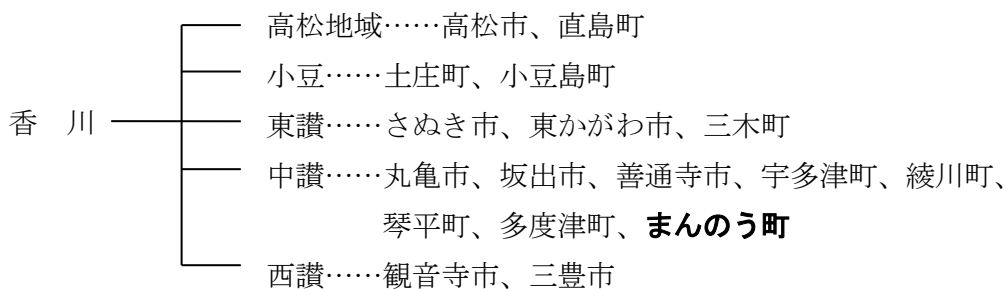 高松地域……高松市、直島町
小豆……土庄町、小豆島町
香　川
東讃……さぬき市、東かがわ市、三木町
中讃……丸亀市、坂出市、善通寺市、宇多津町、綾川町、
琴平町、多度津町、まんのう町
西讃……観音寺市、三豊市